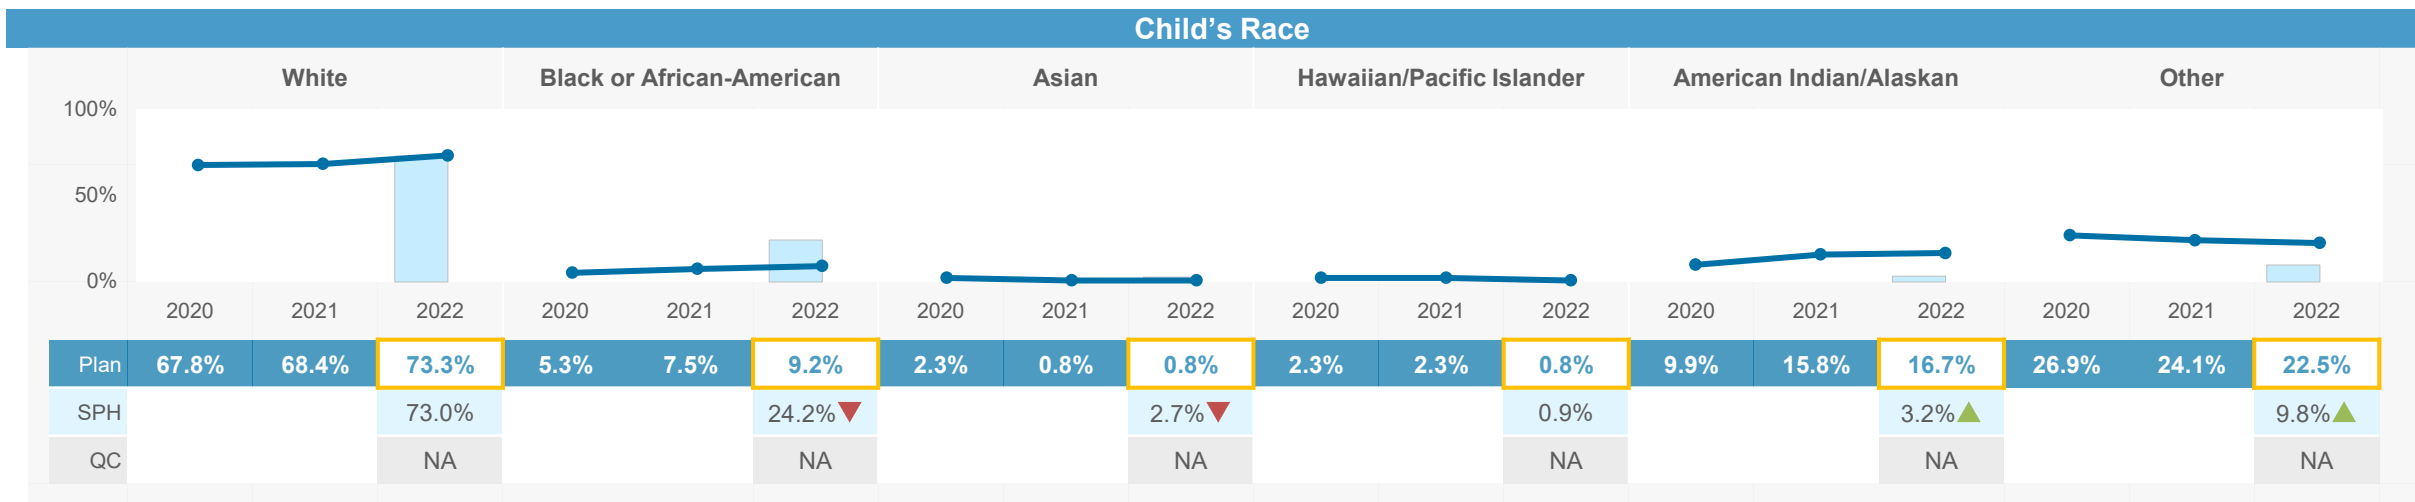 Child’s Race
White Black or African-American Asian Hawaiian/Pacific Islander American Indian/Alaskan Other
100%
50%
0%
2020 2021 2022 2020 2021 2022 2020 2021 2022 2020 2021 2022 2020 2021 2022 2020 2021 2022
Plan 67.8% 68.4% 73.3% 5.3% 7.5% 9.2% 2.3% 0.8% 0.8% 2.3% 2.3% 0.8% 9.9% 15.8% 16.7% 26.9% 24.1% 22.5%
SPH 73.0% 24.2% 2.7% 0.9% 3.2% 9.8%
QC NA NA NA NA NA NA